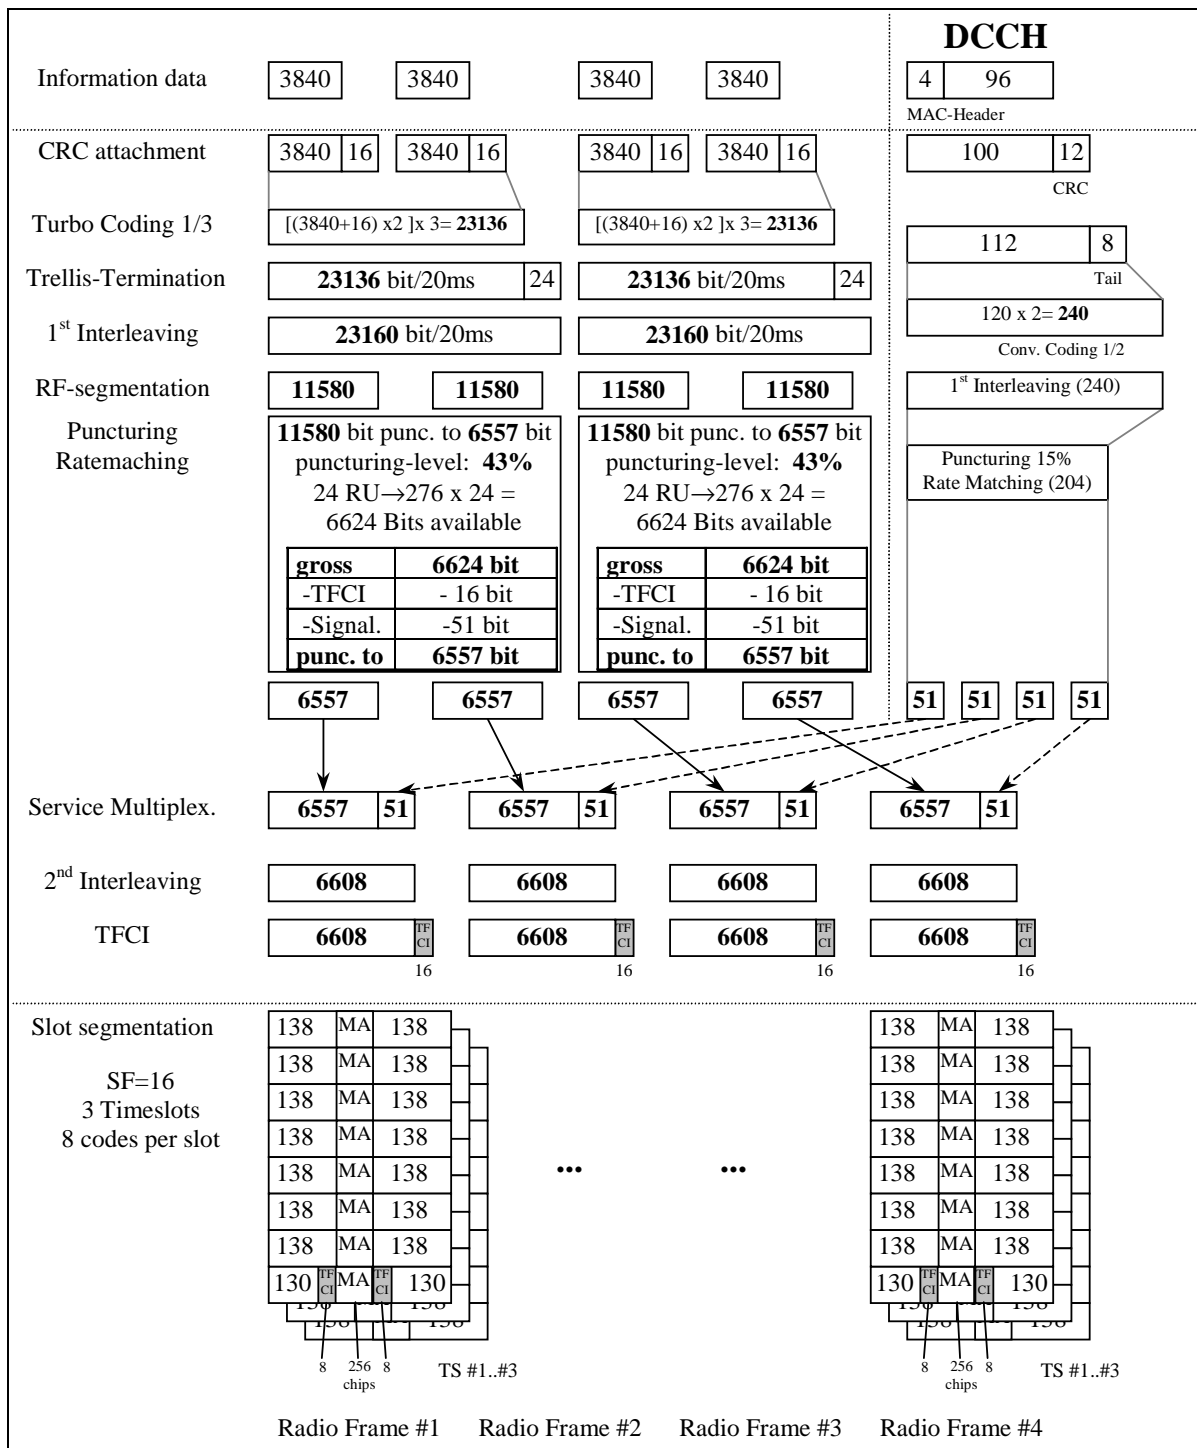 DCCH
Information data 3840 3840 3840 3840 4 96
MAC-Header
CRC attachment 3840 16 3840 16 3840 16 3840 16 100 12
CRC
Turbo Coding 1/3 [(3840+16) x2 ]x 3= 23136 [(3840+16) x2 ]x 3= 23136
112 8
Trellis-Termination 23136 bit/20ms 24 23136 bit/20ms 24
Tail
120 x 2= 240
1st Interleaving 23160 bit/20ms 23160 bit/20ms
Conv. Coding 1/2
RF-segmentation 11580 11580 11580 11580 1st Interleaving (240)
Puncturing 11580 bit punc. to 6557 bit 11580 bit punc. to 6557 bit
Ratemaching puncturing-level: 43% puncturing-level: 43% Puncturing 15%
Rate Matching (204)
24 RU→276 x 24 = 24 RU→276 x 24 =
6624 Bits available 6624 Bits available
gross 6624 bit gross 6624 bit
-TFCI - 16 bit -TFCI - 16 bit
-Signal. -51 bit -Signal. -51 bit
punc. to 6557 bit punc. to 6557 bit
6557 6557 6557 6557 51 51 51 51
Service Multiplex. 6557 51 6557 51 6557 51 6557 51
2nd Interleaving 6608 6608 6608 6608
TFCI 6608 TF CI 6608 TF CI 6608 TF CI 6608 TF CI
16 16 16 16
Slot segmentation 138 MA 138 138 MA 138
138 MA 138 138 MA 138
SF=16
3 Timeslots 138 MA 138 138 MA 138
8 codes per slot 138 MA 138 138 MA 138
138 MA 138 ... ... 138 MA 138
138 MA 138 138 MA 138
138 MA 138 138 MA 138
130 TF CI MA TF CI 130 130 TF CI MA TF CI 130
138 138 138 138
138 138 138 138
8 256 8 TS #1..#3 8 256 8 TS #1..#3
chips chips
Radio Frame #1 Radio Frame #2 Radio Frame #3 Radio Frame #4